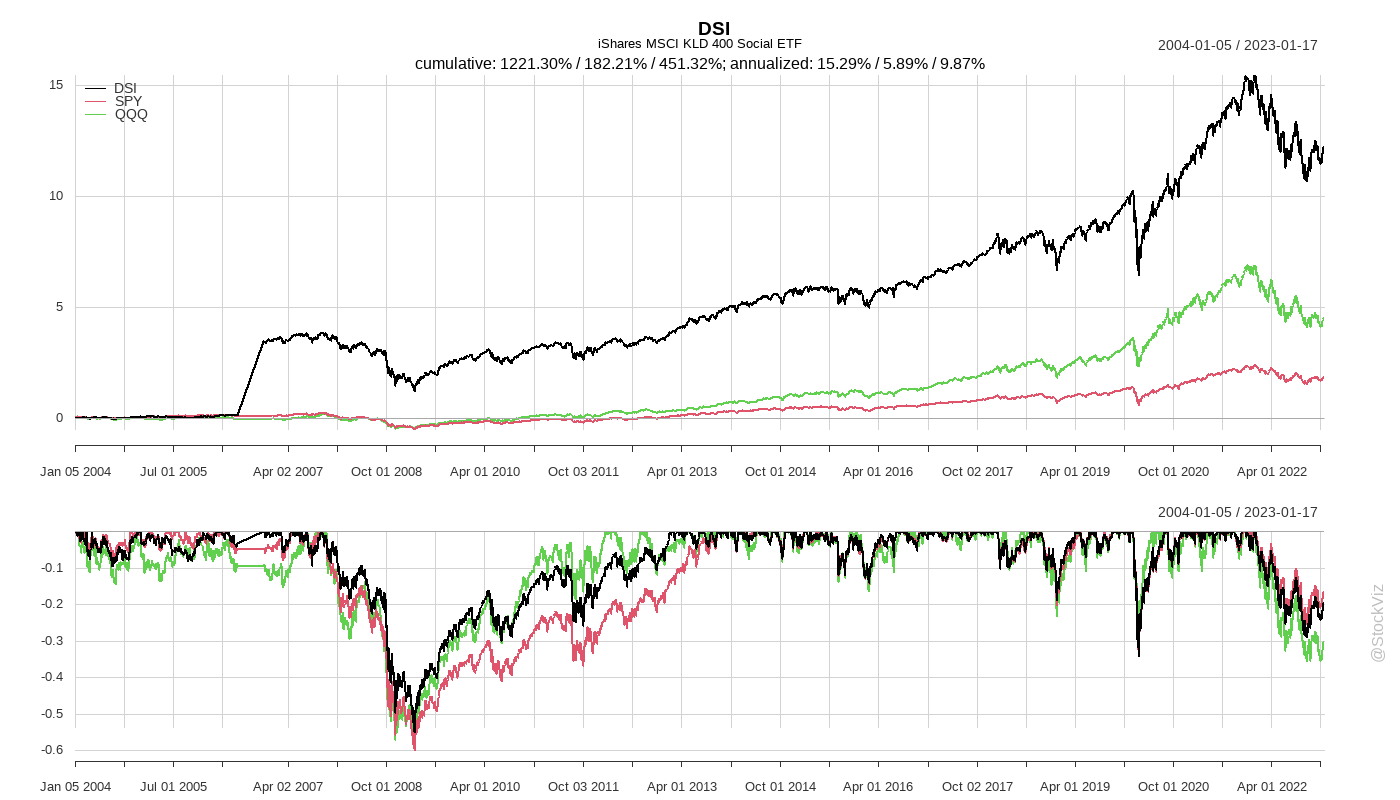 DSI
iShares MSCI KLD 400 Social ETF
2004-01-05 / 2023-01-17
cumulative: 1221.30% / 182.21% / 451.32%; annualized: 15.29% / 5.89% / 9.87%
DSI
SPY
QQQ
15
10
5
0
Jan 05 2004 Jul 01 2005 Apr 02 2007 Oct 01 2008 Apr 01 2010 Oct 03 2011 Apr 01 2013 Oct 01 2014 Apr 01 2016 Oct 02 2017 Apr 01 2019 Oct 01 2020 Apr 01 2022
2004-01-05 / 2023-01-17
-0.1
-0.2
-0.3
-0.4
-0.5
-0.6
Jan 05 2004 Jul 01 2005 Apr 02 2007 Oct 01 2008 Apr 01 2010 Oct 03 2011 Apr 01 2013 Oct 01 2014 Apr 01 2016 Oct 02 2017 Apr 01 2019 Oct 01 2020 Apr 01 2022
@StockViz